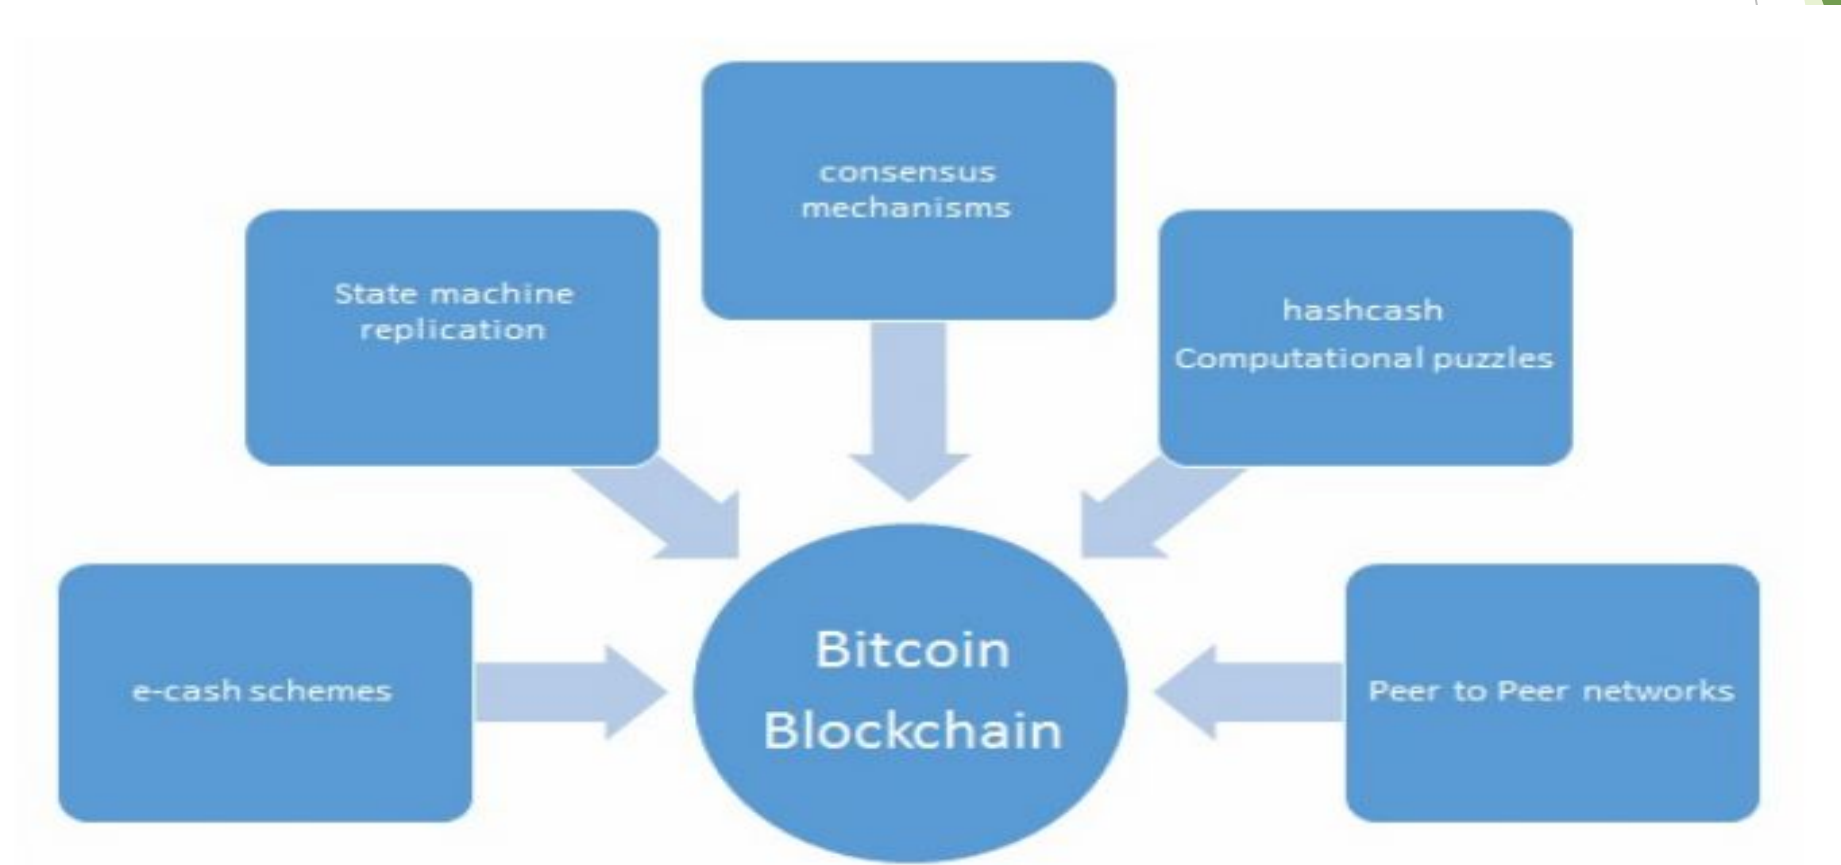 consensus
mechanisms
State machine
replication
hashcash
Computational puzzles
e-cash schemes
Bitcoin
Blockchain
Peer to Peer networks